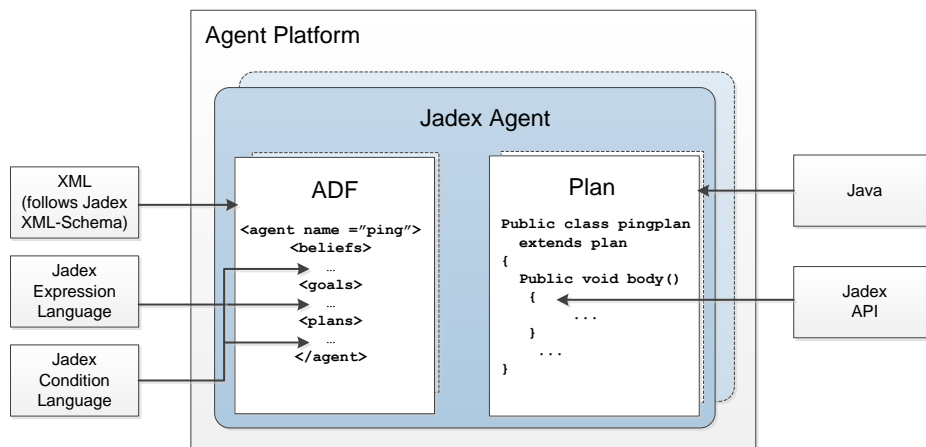 Agent Platform
Jadex Agent
XML
(follows Jadex
XML-Schema)
Jadex
Expression
Language
Jadex
Condition
Language
ADF
<agent name =”ping”>
<beliefs>
…
<goals>
…
<plans>
…
</agent>
Plan
Public class pingplan
extends plan
{
Public void body()
{
...
}
...
}
Java
Jadex
API